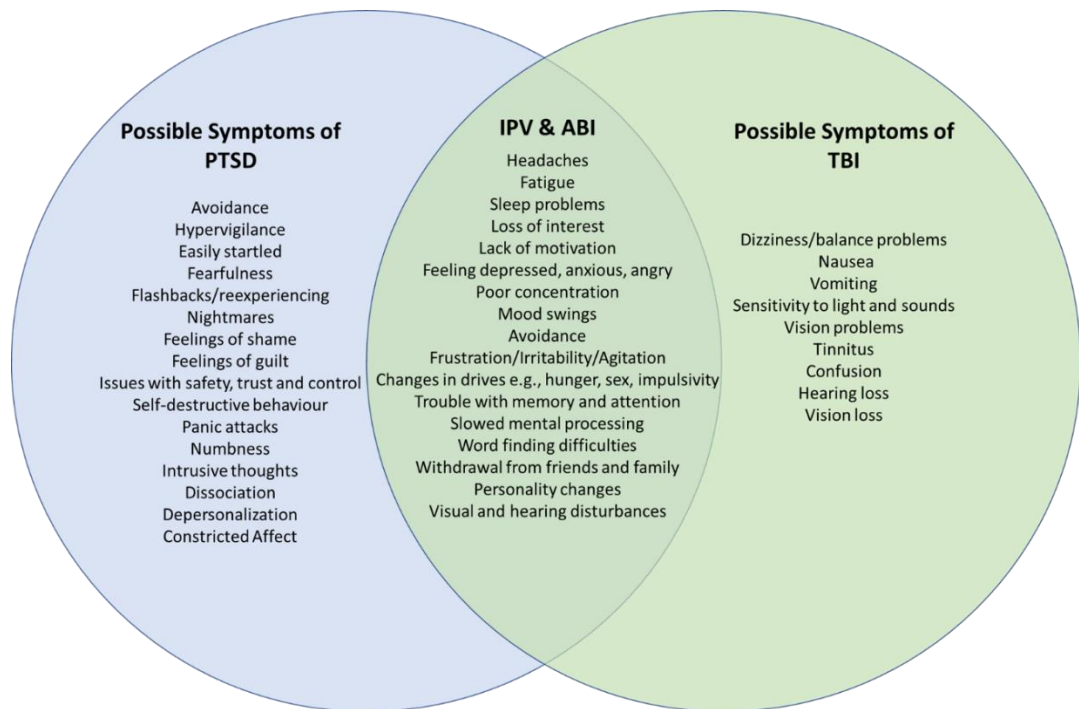 Possible Symptoms of
PTSD
Avoidance
Hypervigilance
Easily startled
Fearfulness
Flashbacks/reexperiencing
Nightmares
Feelings of shame
Feelings of guilt
Issues with safety, trust and control
Self-destructive behaviour
Panic attacks
Numbness
Intrusive thoughts
Dissociation
Depersonalization
Constricted Affect
IPV & ABI
Headaches
Fatigue
Sleep problems
Loss of interest
Lack of motivation
Feeling depressed, anxious, angry
Poor concentration
Mood swings
Avoidance
Frustration/Irritability/Agitation
Changes in drives e.g., hunger, sex, impulsivity
Trouble with memory and attention
Slowed mental processing
Word finding difficulties
Withdrawal from friends and family
Personality changes
Visual and hearing disturbances
Possible Symptoms of
TBI
Dizziness/balance problems
Nausea
Vomiting
Sensitivity to light and sounds
Vision problems
Tinnitus
Confusion
Hearing loss
Vision loss